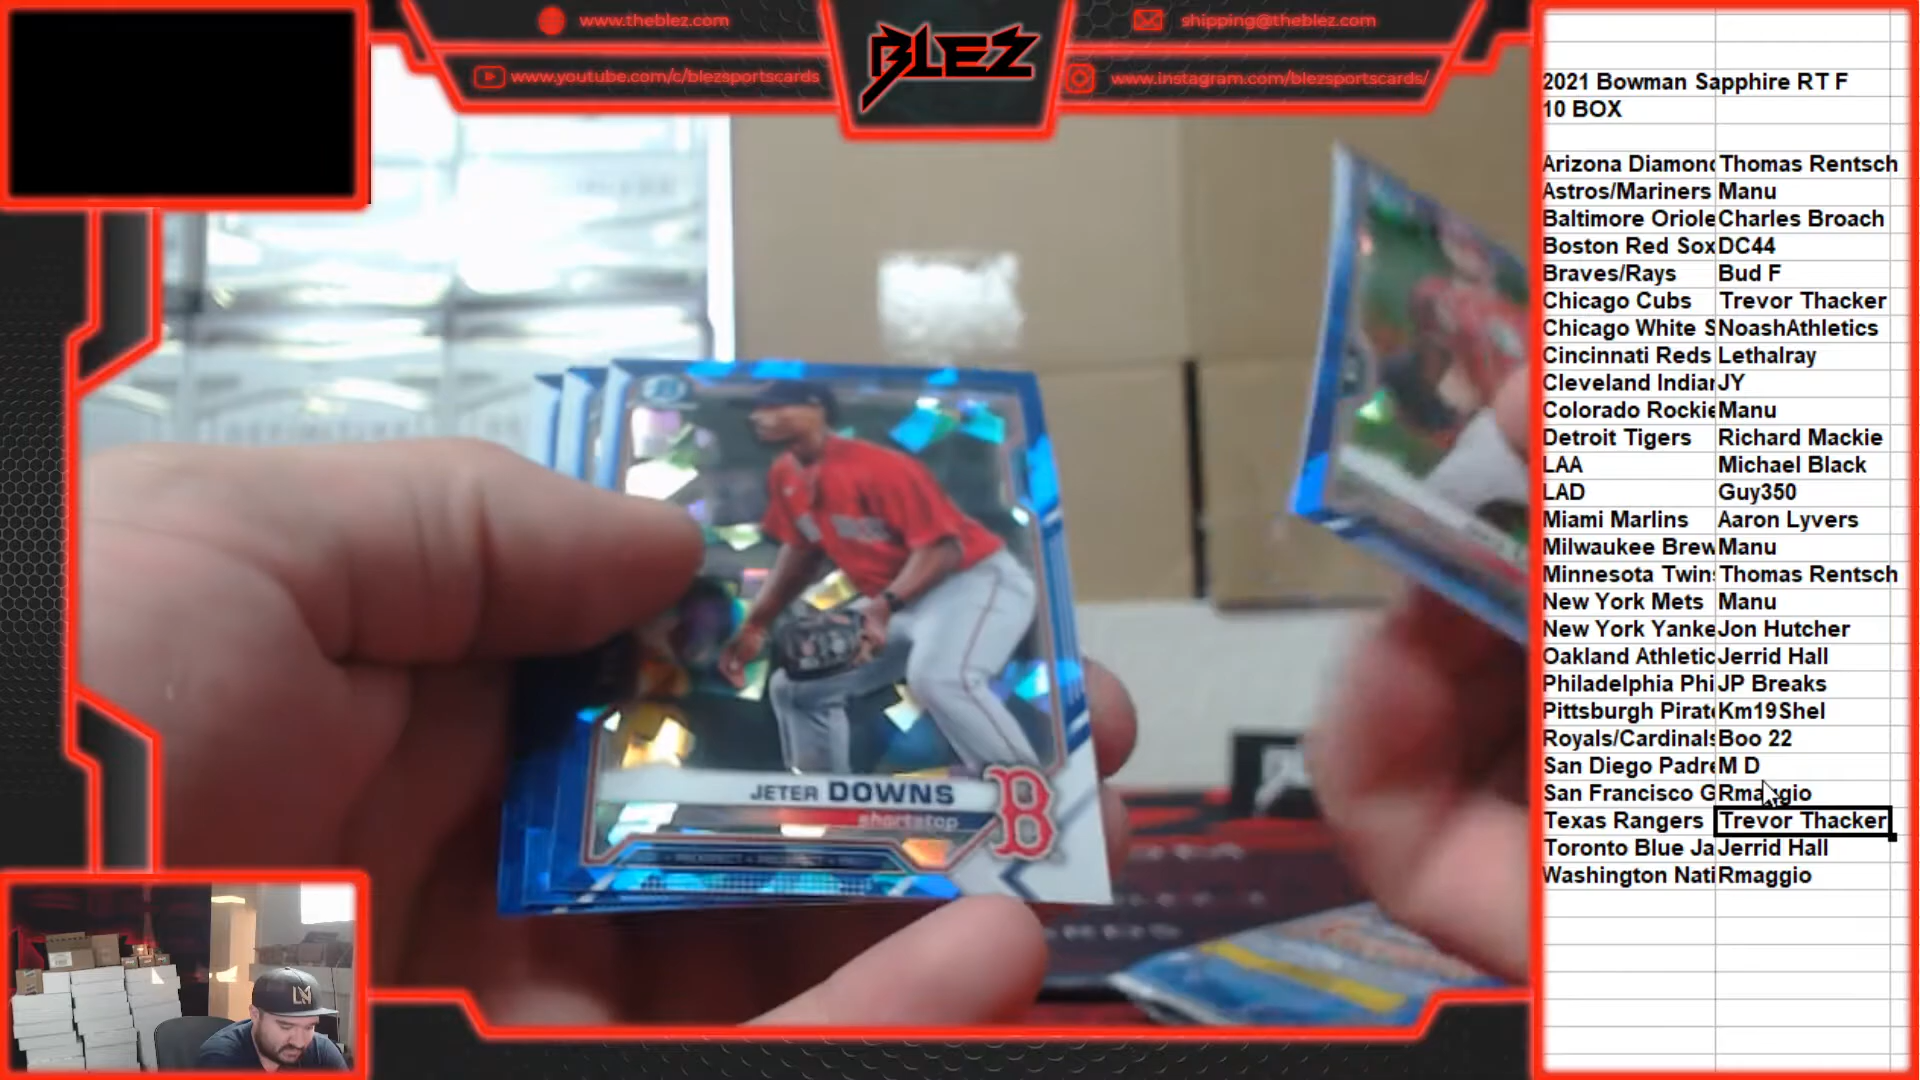 www.theblez.com
shipping@theblez.com
BLEZ
www.youtube.com/c/blezsportscards
www.instagram.com/blezsportscards/
2021 Bowman Sapphire RT F
10 BOX
Arizona Diamond Thomas Rentsch
Astros/Mariners Manu
Baltimore Oriole Charles Broach
Boston Red Sox DC44
Braves/Rays Bud F
Chicago Cubs Trevor Thacker
Chicago White S NoashAthletics
Cincinnati Reds Lethalray
Cleveland Indian JY
Colorado Rockie Manu
Detroit Tigers Richard Mackie
LAA Michael Black
LAD Guy350
Miami Marlins Aaron Lyvers
Milwaukee Brew Manu
Minnesota Twins Thomas Rentsch
New York Mets Manu
New York Yanke Jon Hutcher
Oakland Athletic Jerrid Hall
Philadelphia Phi JP Breaks
Pittsburgh Pirate Km19Shel
Royals/Cardinals Boo 22
San Diego Padre M D
San Francisco G Rmaggio
Texas Rangers Trevor Thacker
Toronto Blue Ja Jerrid Hall
Washington Nati Rmaggio
JETER DOWNS
shortstop
B
LA